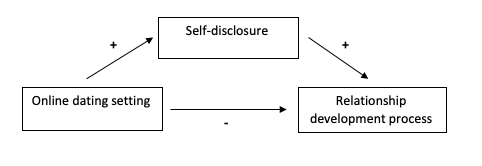 Self-disclosure
+
+
Online dating setting
Relationship
development process
-